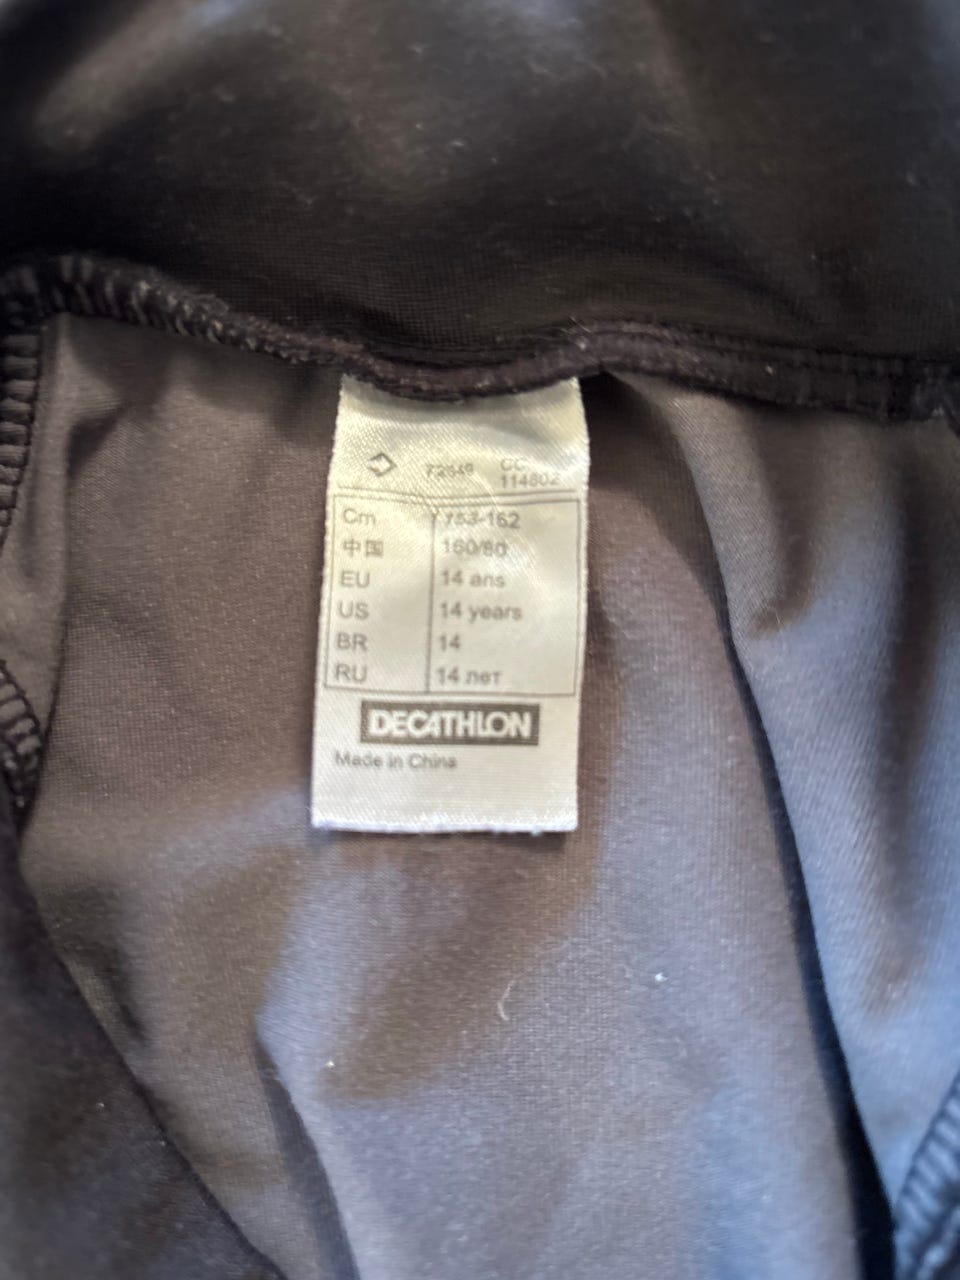 CC
114802
Cm 153-162
中国 160/80
EU 14 ans
US 14 years
BR 14
RU 14 лет
DECATHLON
Made in China